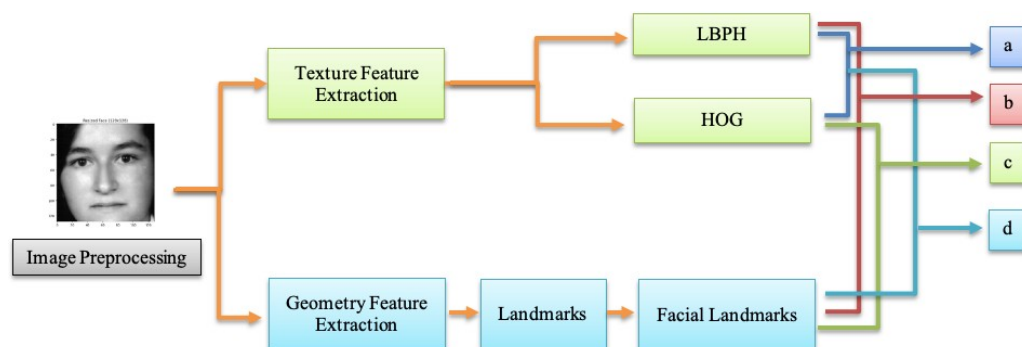 LBPH
a
Texture Feature
Extraction
b
HOG
c
d
Image Preprocessing
Geometry Feature
Extraction
Landmarks
Facial Landmarks